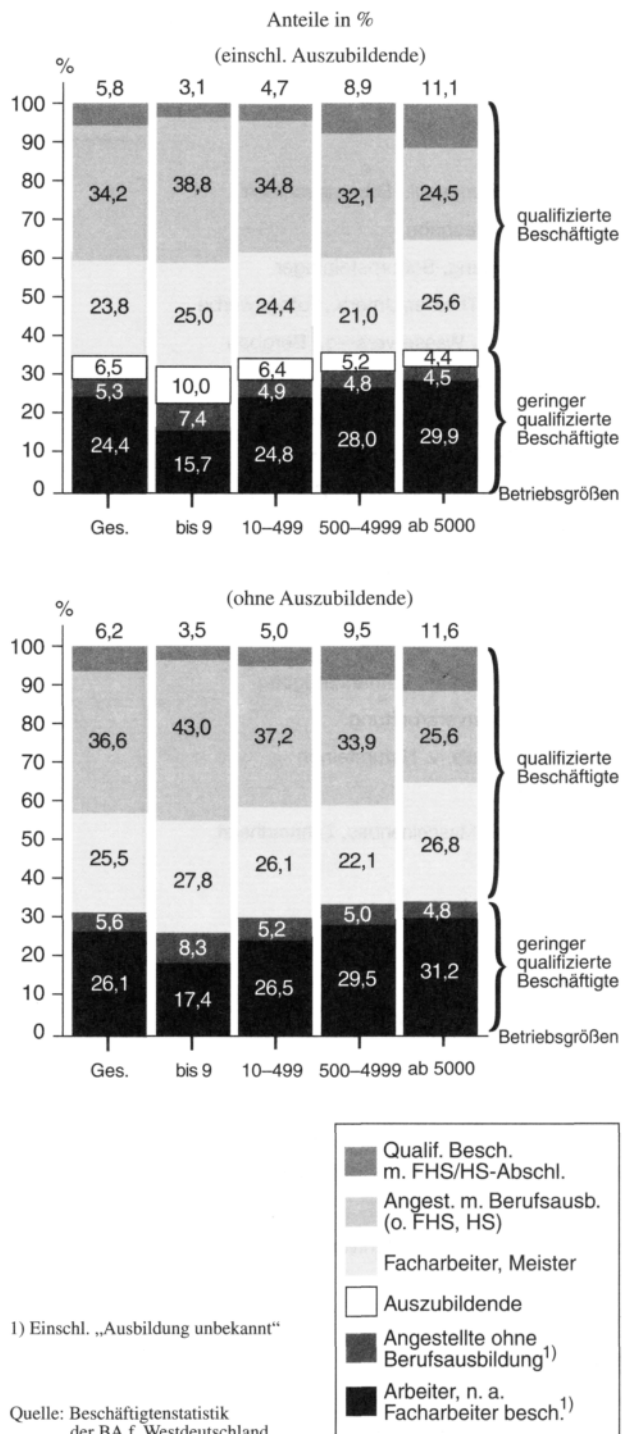 Anteile in %
(einschl. Auszubildende)
%
5,8 3,1 4,7 8,9 11,1
100
90
80
70
60
50
40
30
20
10
0
34,2 38,8 34,8 32,1 24,5
23,8 25,0 24,4 21,0 25,6
6,5 10,0 6,4 5,2 4,4
5,3 7,4 4,9 4,8 4,5
24,4 15,7 24,8 28,0 29,9
qualifizierte
Beschäftigte
geringer
qualifizierte
Beschäftigte
Betriebsgrößen
Ges. bis 9 10–499 500–4999 ab 5000
(ohne Auszubildende)
%
6,2 3,5 5,0 9,5 11,6
100
90
80
70
60
50
40
30
20
10
0
36,6 43,0 37,2 33,9 25,6
25,5 27,8 26,1 22,1 26,8
5,6 8,3 5,2 5,0 4,8
26,1 17,4 26,5 29,5 31,2
qualifizierte
Beschäftigte
geringer
qualifizierte
Beschäftigte
Betriebsgrößen
Ges. bis 9 10–499 500–4999 ab 5000
Qualif. Besch.
m. FHS/HS-Abschl.
Angest. m. Berufsausb.
(o. FHS, HS)
Facharbeiter, Meister
Auszubildende
Angestellte ohne
Berufsausbildung1)
Arbeiter, n. a.
Facharbeiter besch.1)
1) Einschl. „Ausbildung unbekannt“
Quelle: Beschäftigtenstatistik
der BA f. Westdeutschland